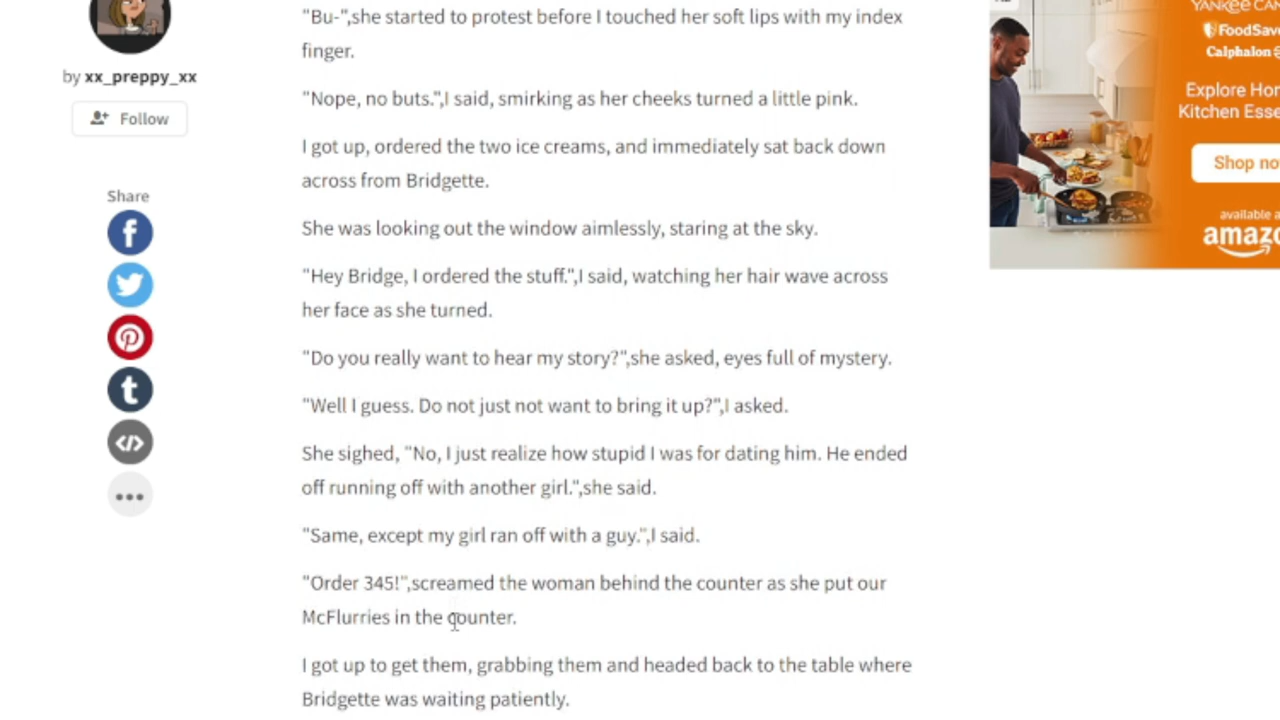 "Bu-",she started to protest before I touched her soft lips with my index
finger.
by xx_preppy_xx
Follow
"Nope, no buts.",I said, smirking as her cheeks turned a little pink.
I got up, ordered the two ice creams, and immediately sat back down
across from Bridgette.
Share
She was looking out the window aimlessly, staring at the sky.
"Hey Bridge, I ordered the stuff.",I said, watching her hair wave across
her face as she turned.
"Do you really want to hear my story?",she asked, eyes full of mystery.
"Well I guess. Do not just not want to bring it up?",I asked.
She sighed, "No, I just realize how stupid I was for dating him. He ended
off running off with another girl.",she said.
"Same, except my girl ran off with a guy.",I said.
"Order 345!",screamed the woman behind the counter as she put our
McFlurries in the counter.
I got up to get them, grabbing them and headed back to the table where
Bridgette was waiting patiently.
YANKEE CAN
FoodSav
Calphalon
Explore Hom
Kitchen Esse
Shop no
available a
amazo